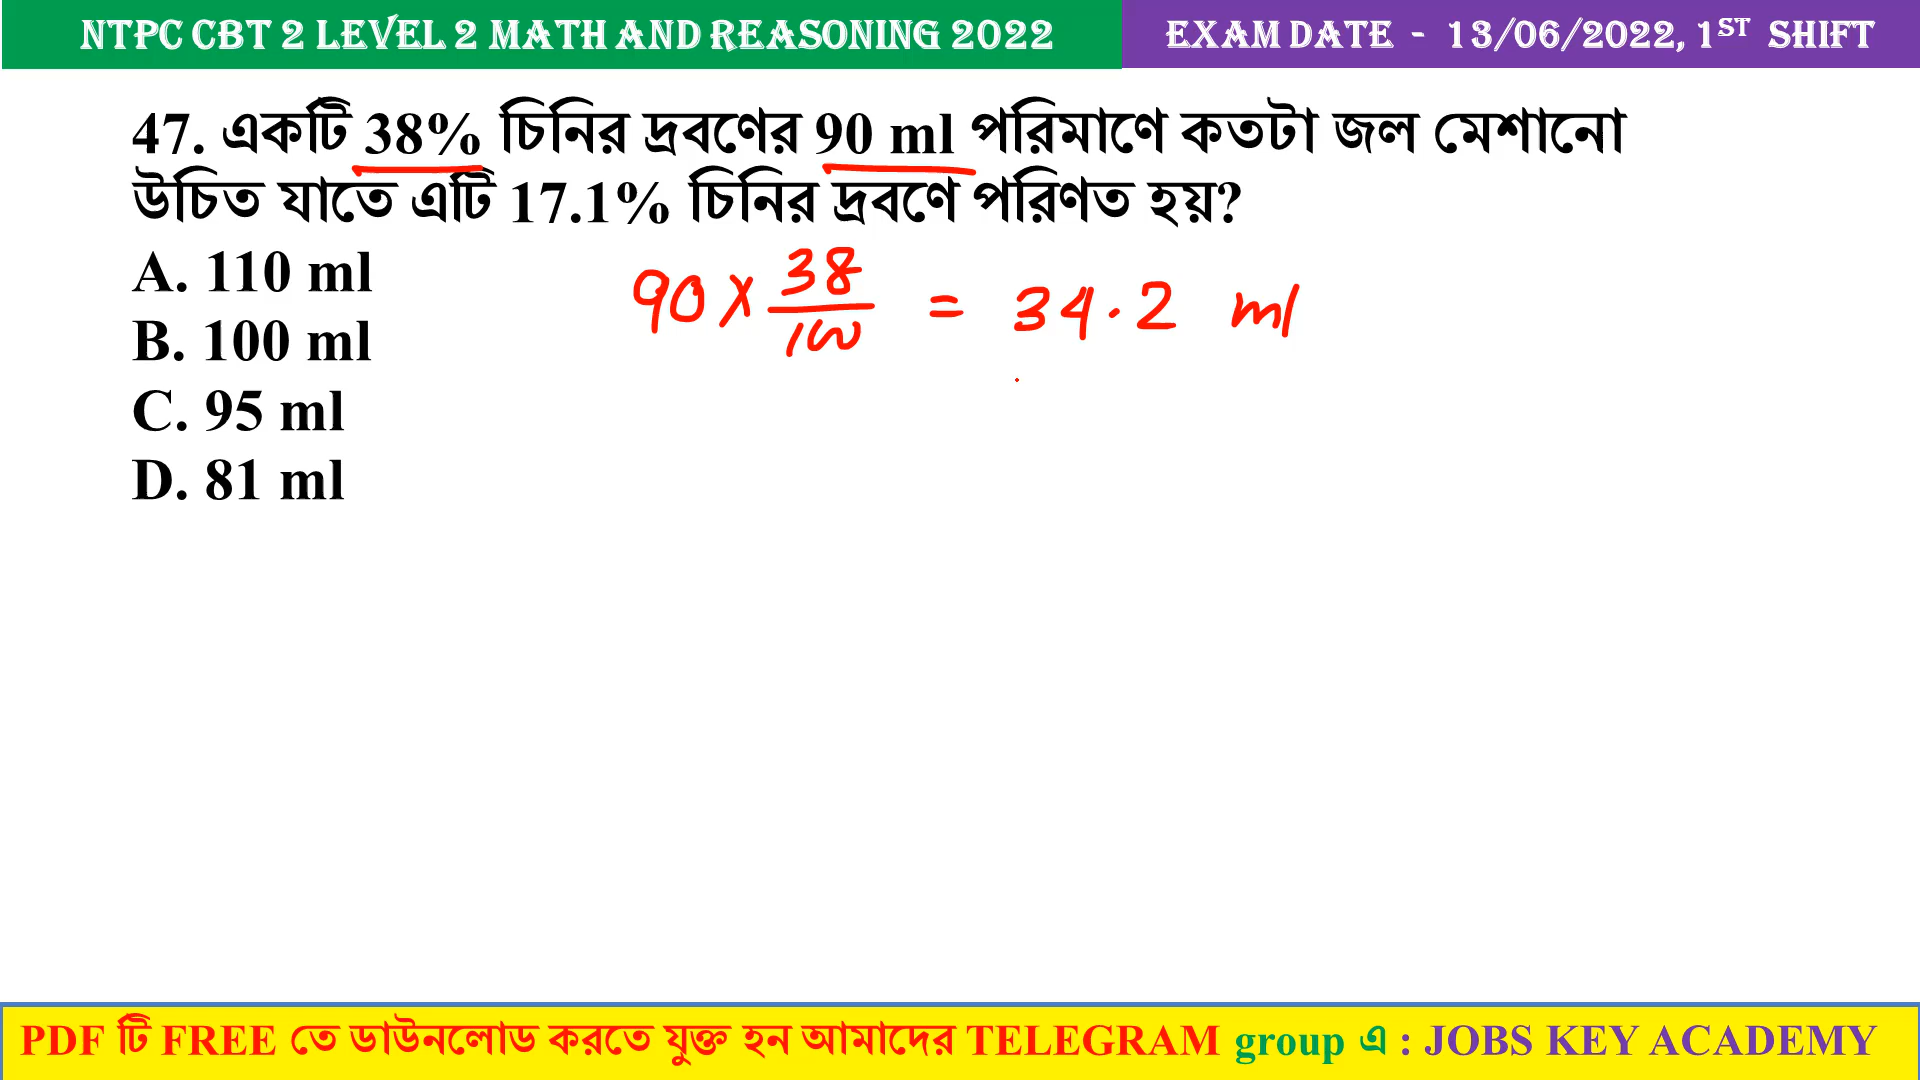 NTPC CBT 2 LEVEL 2 MATH AND REASONING 2022
EXAM DATE - 13/06/2022, 1ST SHIFT
47. একটি 38% চিনির দ্রবণের 90 ml পরিমাণে কতটা জল মেশানো
উচিত যাতে এটি 17.1% চিনির দ্রবণে পরিণত হয়?
A. 110 ml
B. 100 ml
C. 95 ml
D. 81 ml
90 × 38/100 = 34.2 ml
PDF টি FREE তে ডাউনলোড করতে যুক্ত হন আমাদের TELEGRAM group এ : JOBS KEY ACADEMY